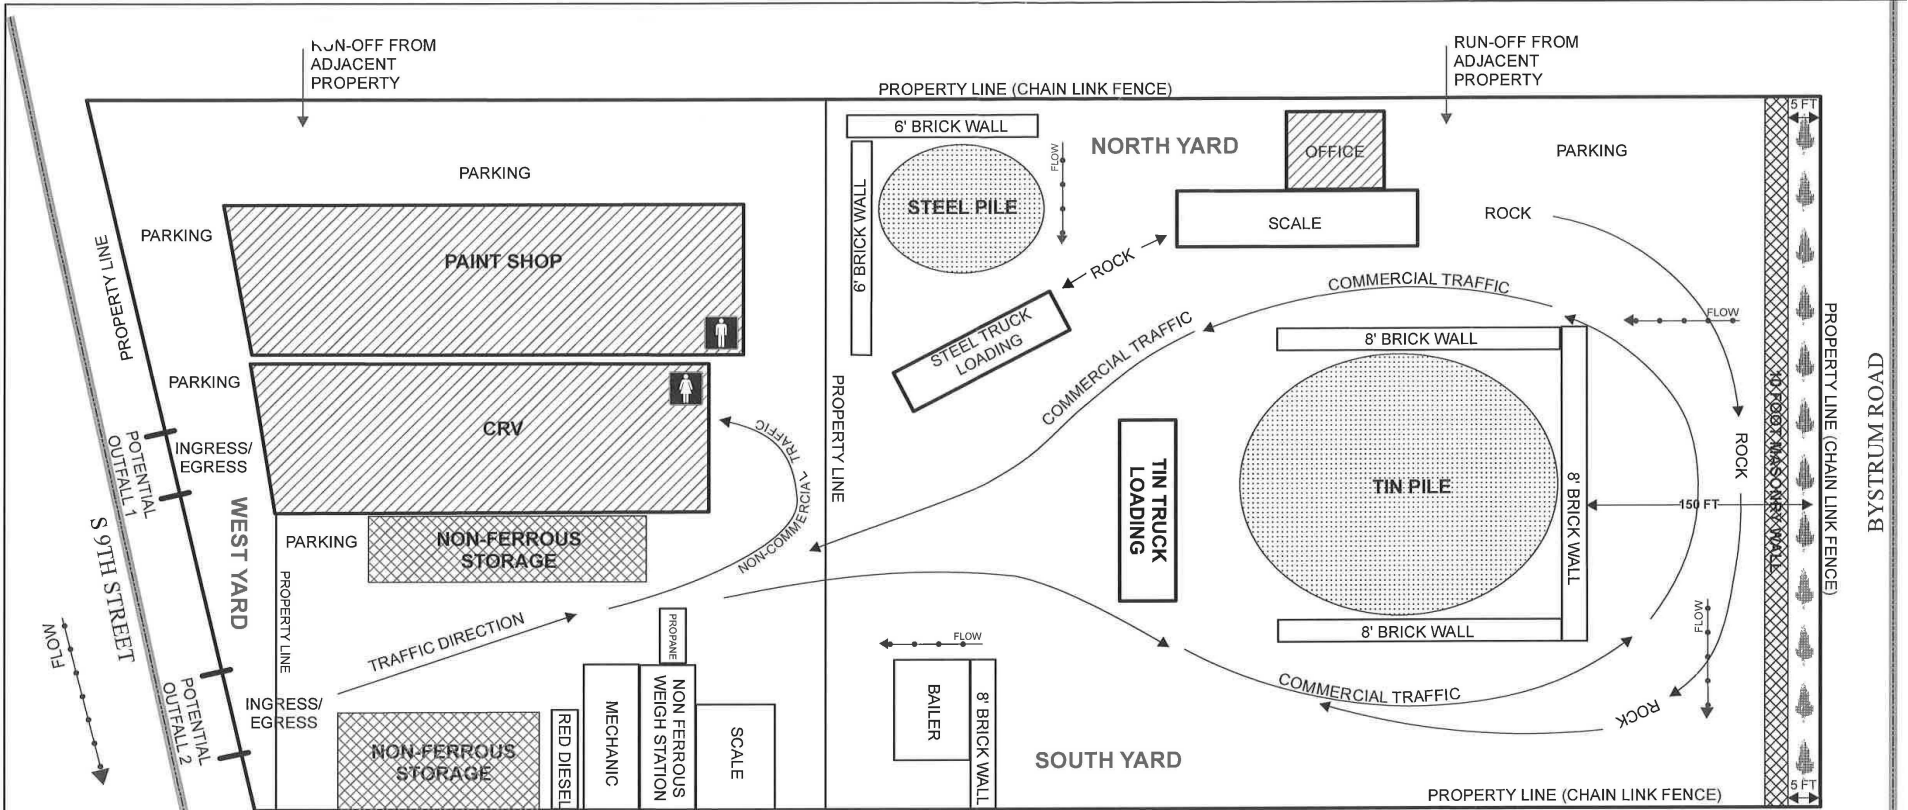 RUN-OFF FROM
ADJACENT
PROPERTY
RUN-OFF FROM
ADJACENT
PROPERTY
PROPERTY LINE (CHAIN LINK FENCE)
5 FT
6' BRICK WALL
NORTH YARD
OFFICE
PARKING
PARKING
FLOW
6' BRICK WALL
STEEL PILE
SCALE
ROCK
PARKING
PROPERTY LINE
PAINT SHOP
ROCK
COMMERCIAL TRAFFIC
FLOW
STEEL TRUCK
LOADING
COMMERCIAL TRAFFIC
8' BRICK WALL
PARKING
CRV
PROPERTY LINE
NON-COMMERCIAL TRAFFIC
TIN TRUCK
LOADING
TIN PILE
8' BRICK WALL
150 FT
ROCK
10 FOOT MASONRY WALL
PROPERTY LINE (CHAIN LINK FENCE)
BYSTRUM ROAD
POTENTIAL
OUTFALL 1
INGRESS/
EGRESS
WEST YARD
S 9TH STREET
PARKING
NON-FERROUS
STORAGE
PROPERTY LINE
TRAFFIC DIRECTION
PROPANE
FLOW
FLOW
8' BRICK WALL
FLOW
COMMERCIAL TRAFFIC
ROCK
POTENTIAL
OUTFALL 2
INGRESS/
EGRESS
NON-FERROUS
STORAGE
RED DIESEL
MECHANIC
NON FERROUS
WEIGH STATION
SCALE
BAILER
8' BRICK WALL
SOUTH YARD
PROPERTY LINE (CHAIN LINK FENCE)
5 FT